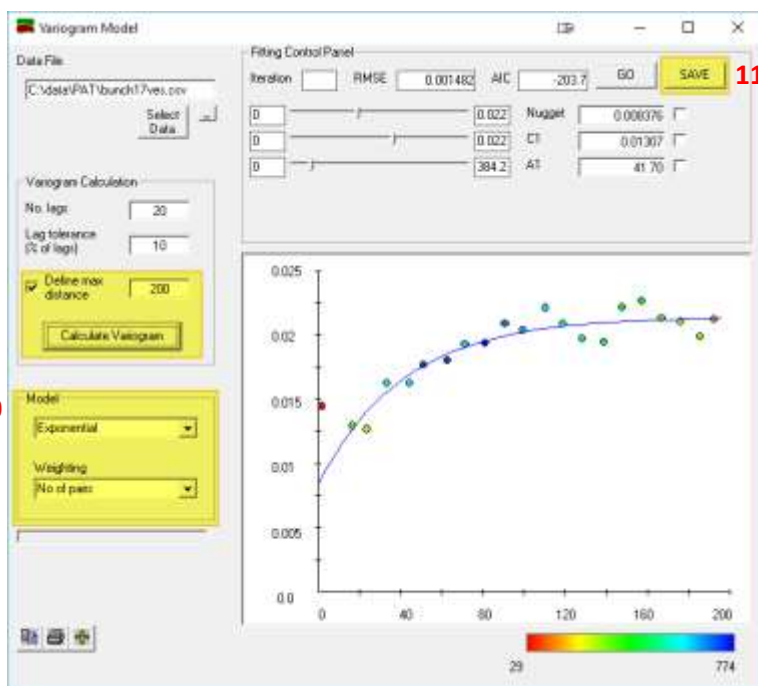 Variogram Model
Data File
C:\data\PAT\bunch17ves.csv
Select Data
...
Variogram Calculation
No. lags 20
Lag tolerance (% of lags) 10
Define max distance 200
Calculate Variogram
Model
Exponential
Weighting
No of pairs
Fitting Control Panel
Iteration RMSE 0.001482 AIC -203.7 GO SAVE 11
0 0.022 Nugget 0.008376
0 0.022 C1 0.01307
0 384.2 A1 41.70
0.025
0.02
0.015
0.01
0.005
0.0
0 40 80 120 160 200
29 774